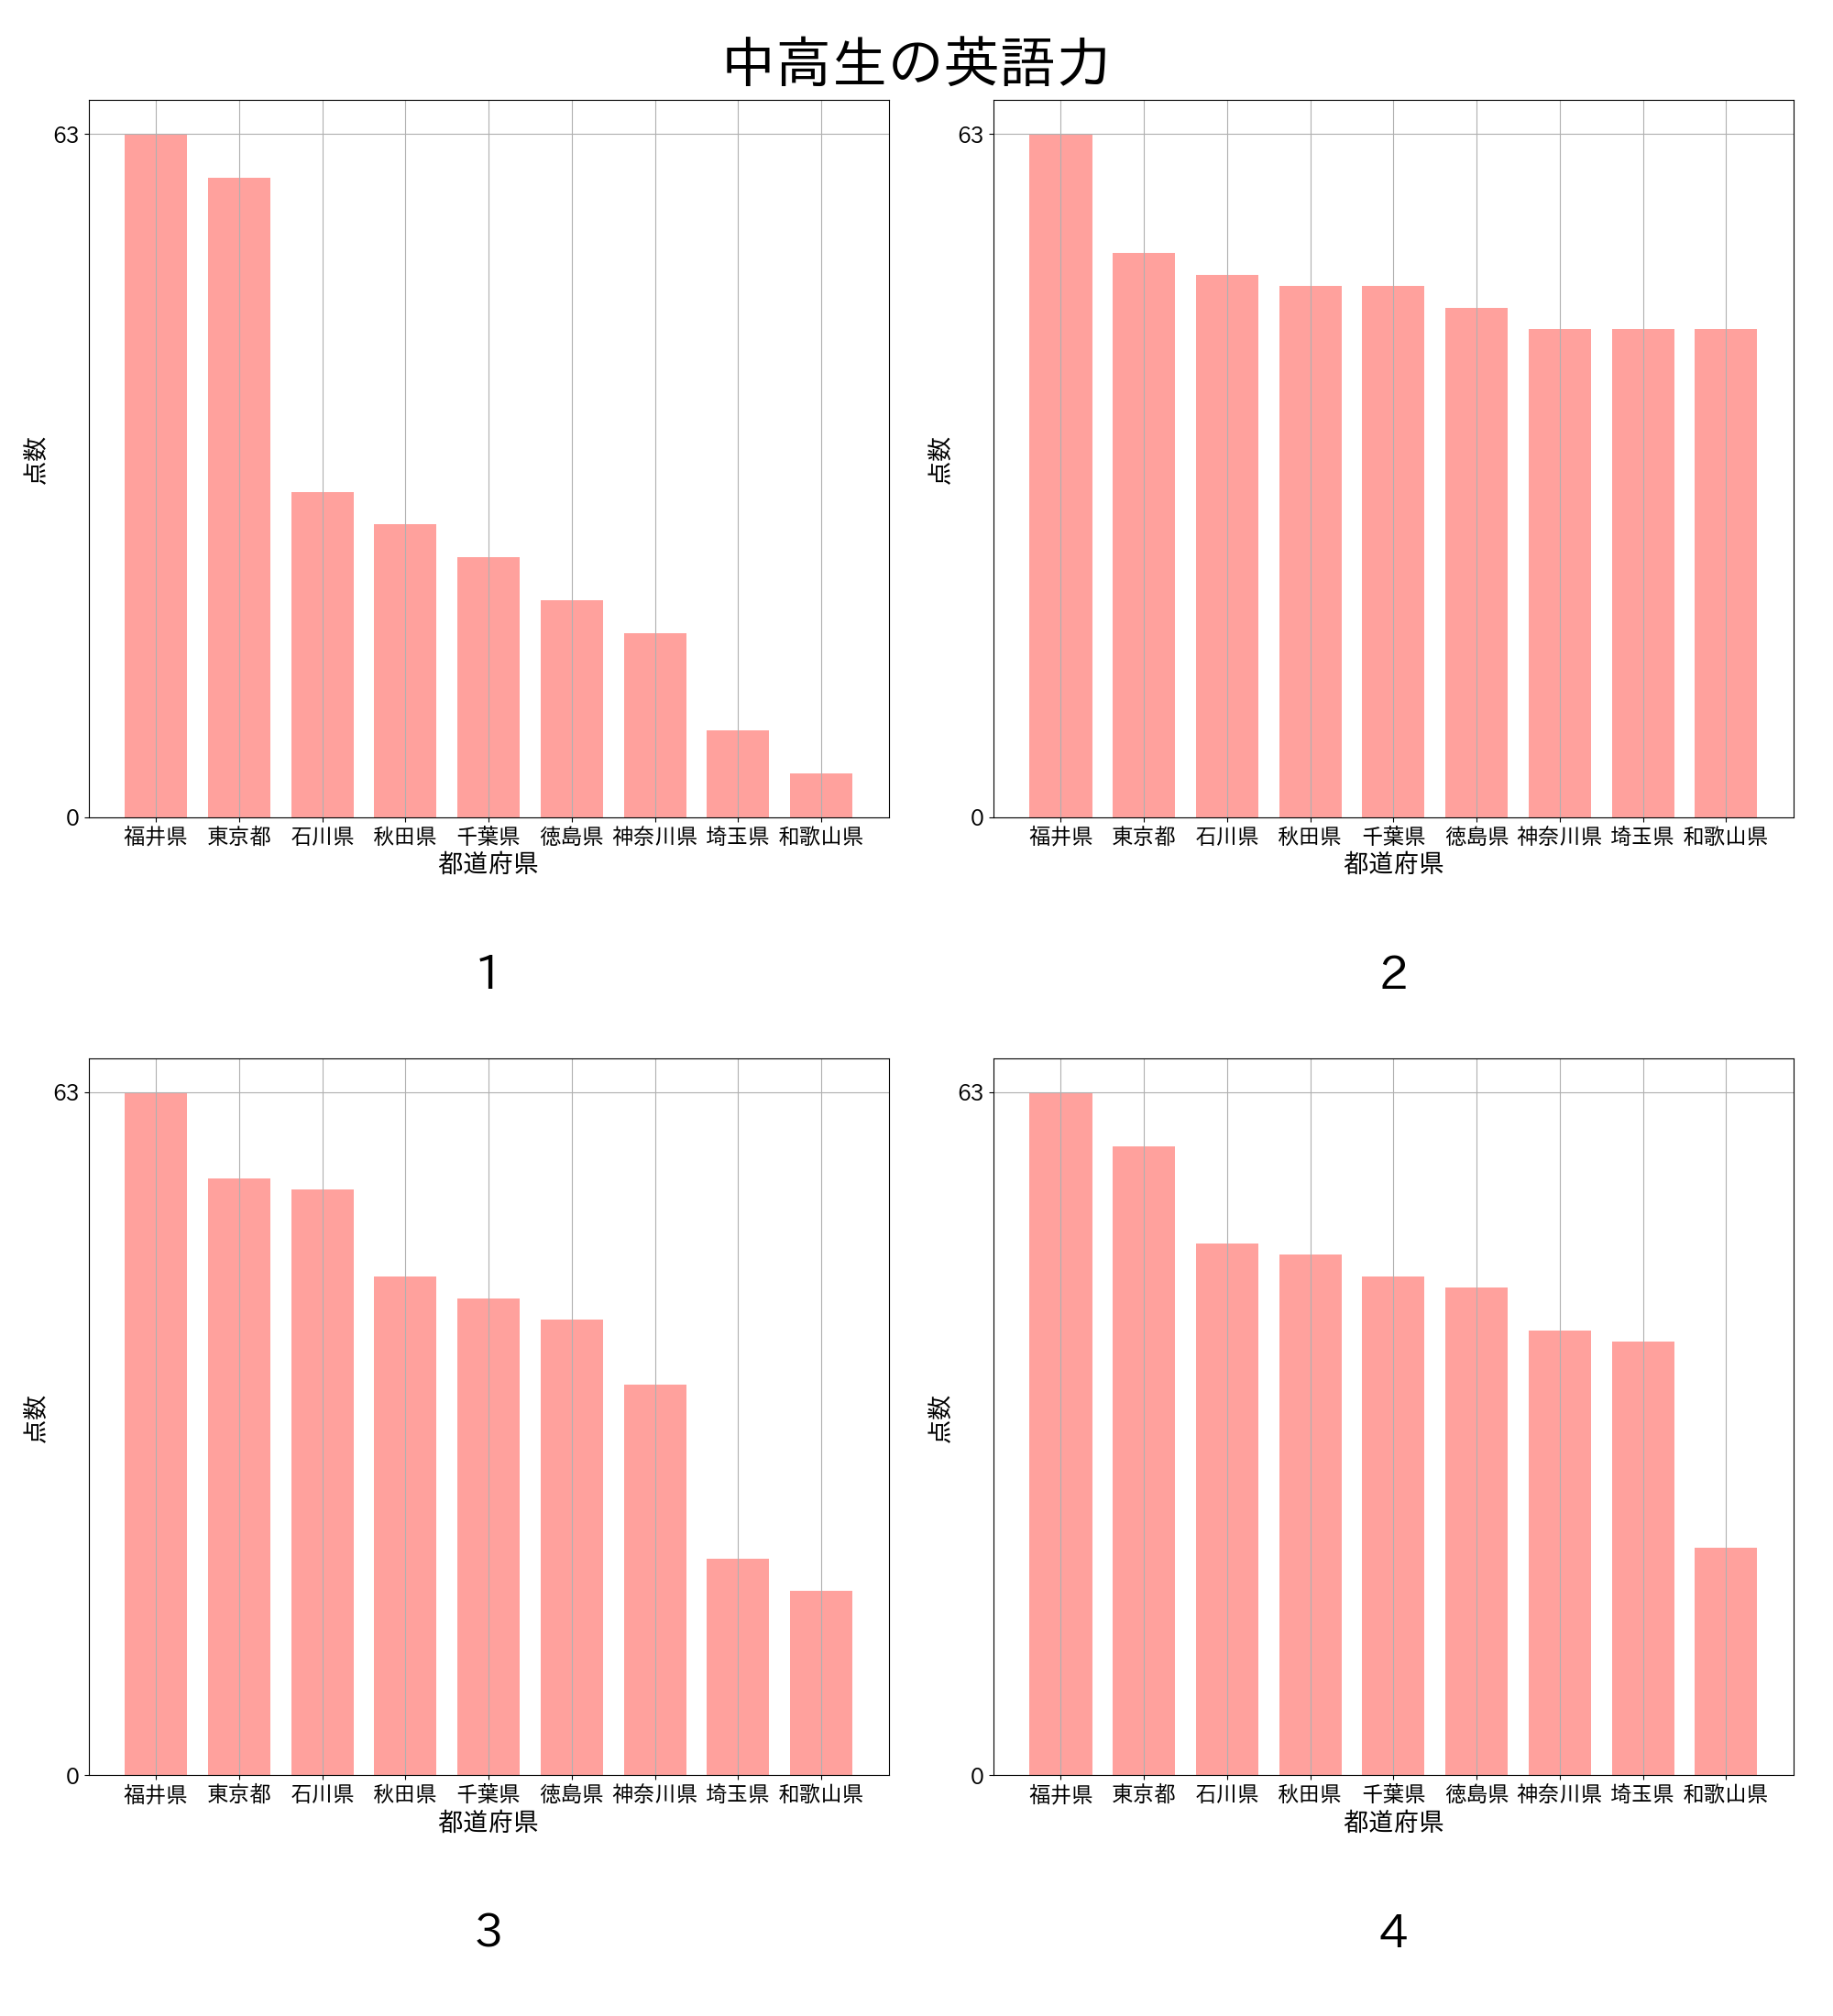 中高生の英語力
63
0
点数
福井県 東京都 石川県 秋田県 千葉県 徳島県 神奈川県 埼玉県 和歌山県
都道府県
1
63
0
点数
福井県 東京都 石川県 秋田県 千葉県 徳島県 神奈川県 埼玉県 和歌山県
都道府県
2
63
0
点数
福井県 東京都 石川県 秋田県 千葉県 徳島県 神奈川県 埼玉県 和歌山県
都道府県
3
63
0
点数
福井県 東京都 石川県 秋田県 千葉県 徳島県 神奈川県 埼玉県 和歌山県
都道府県
4